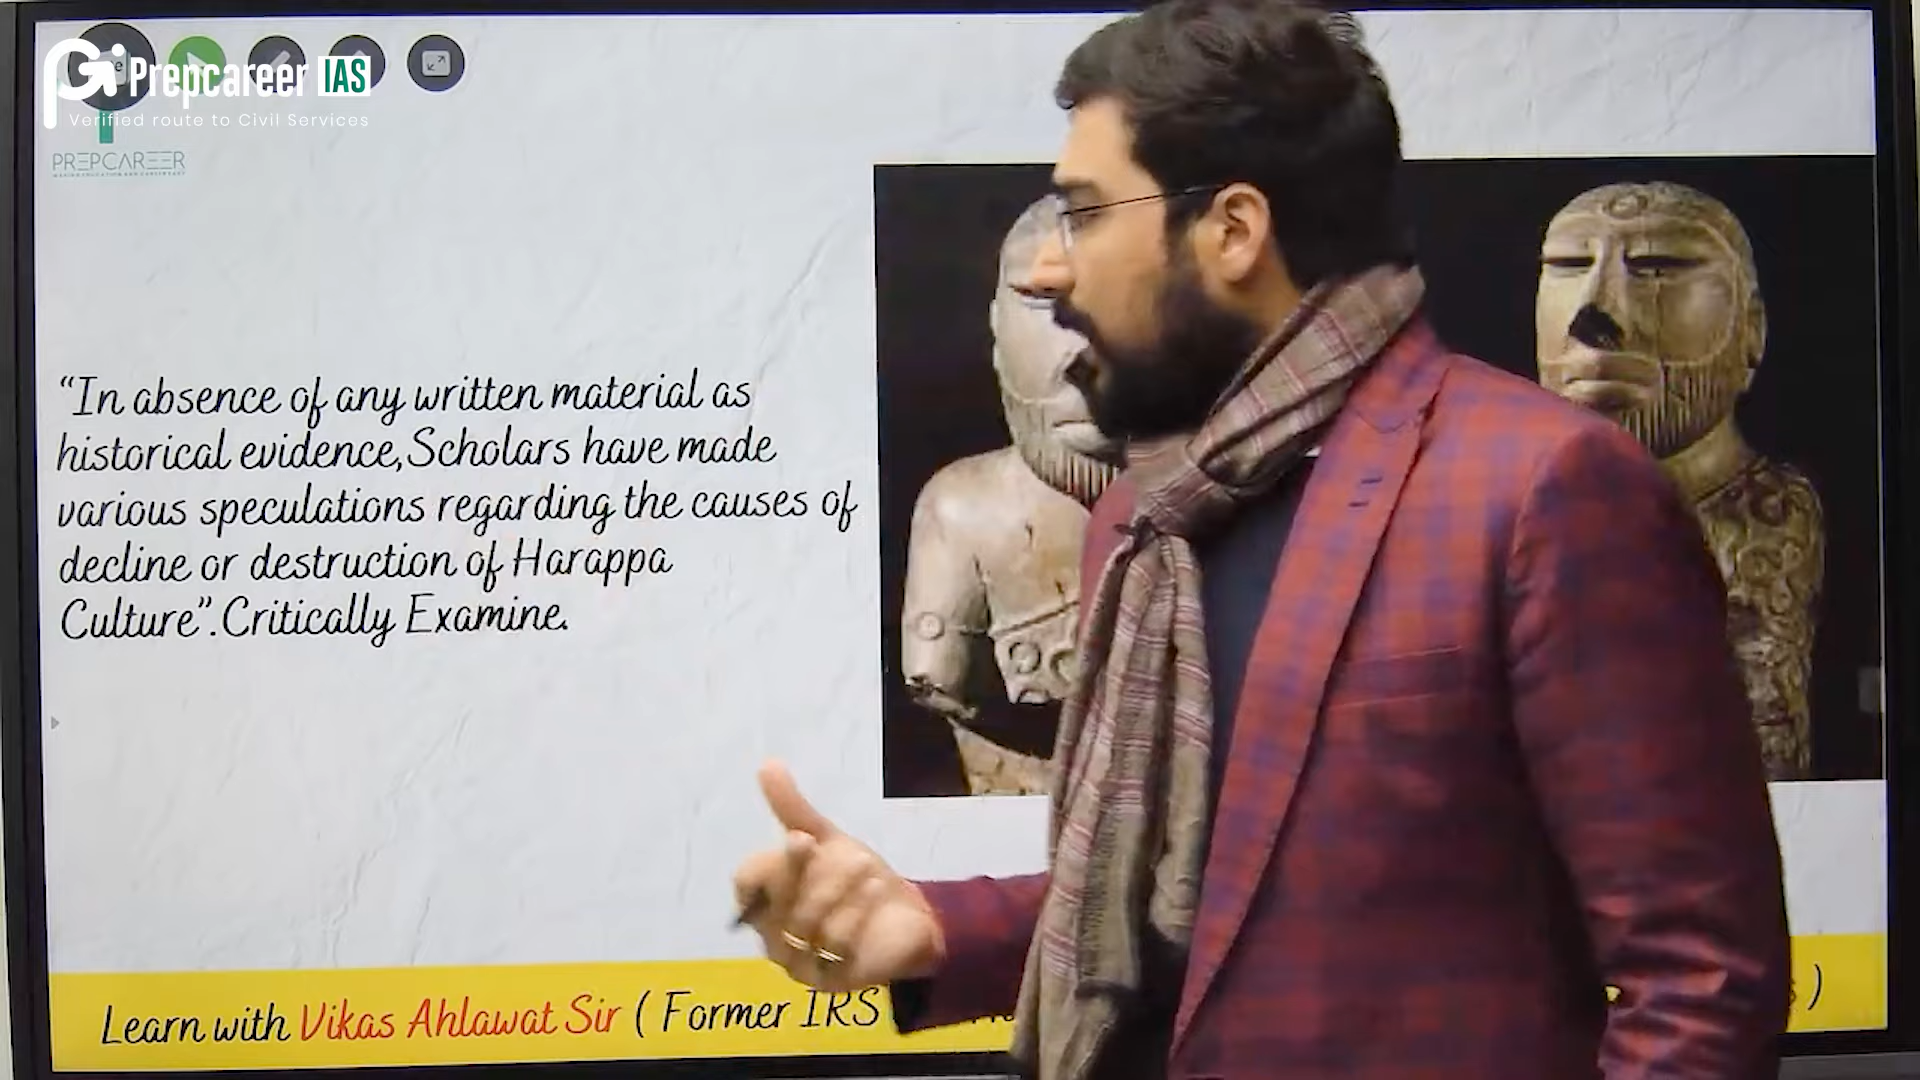 Prepcareer IAS
Verified route to Civil Services
PREPCAREER
"In absence of any written material as
historical evidence,Scholars have made
various speculations regarding the causes of
decline or destruction of Harappa
Culture".Critically Examine.
Learn with Vikas Ahlawat Sir ( Former IRS
)